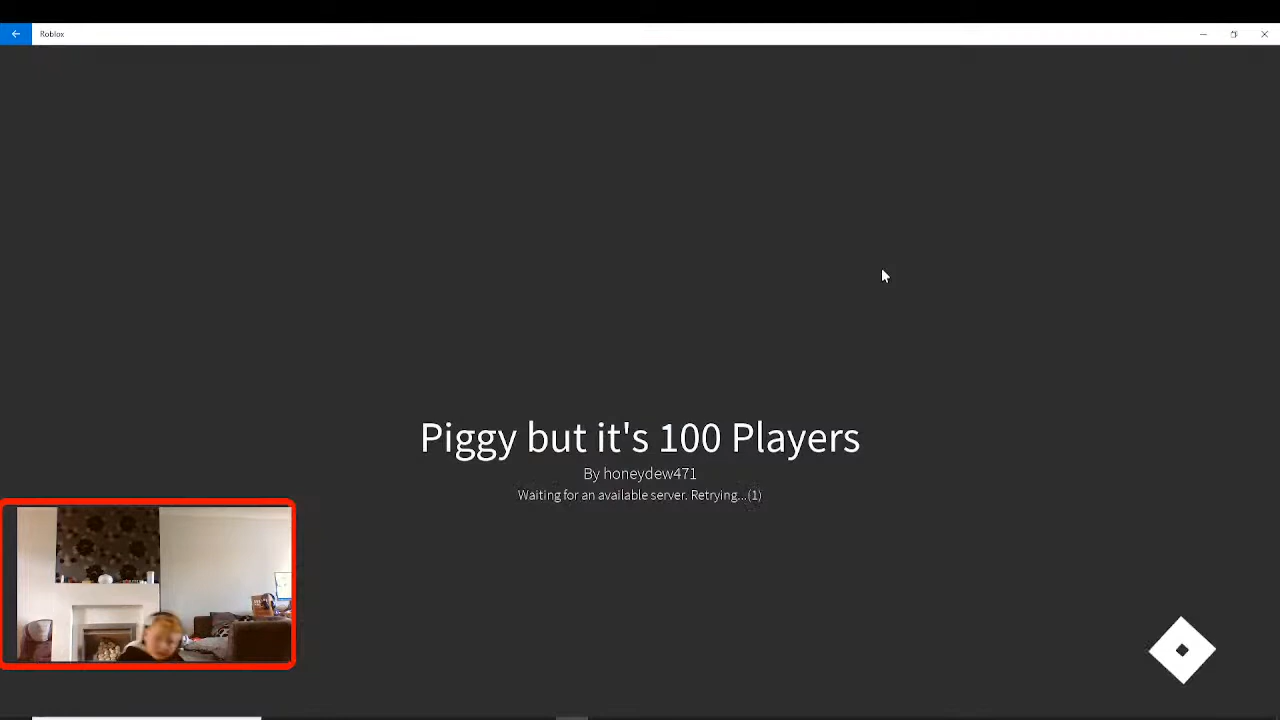 Roblox
Piggy but it's 100 Players
By honeydew471
Waiting for an available server. Retrying...(1)